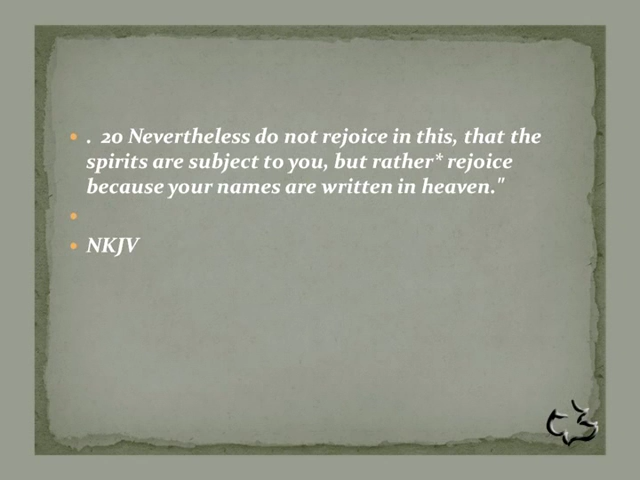 . 20 Nevertheless do not rejoice in this, that the
spirits are subject to you, but rather* rejoice
because your names are written in heaven."
NKJV